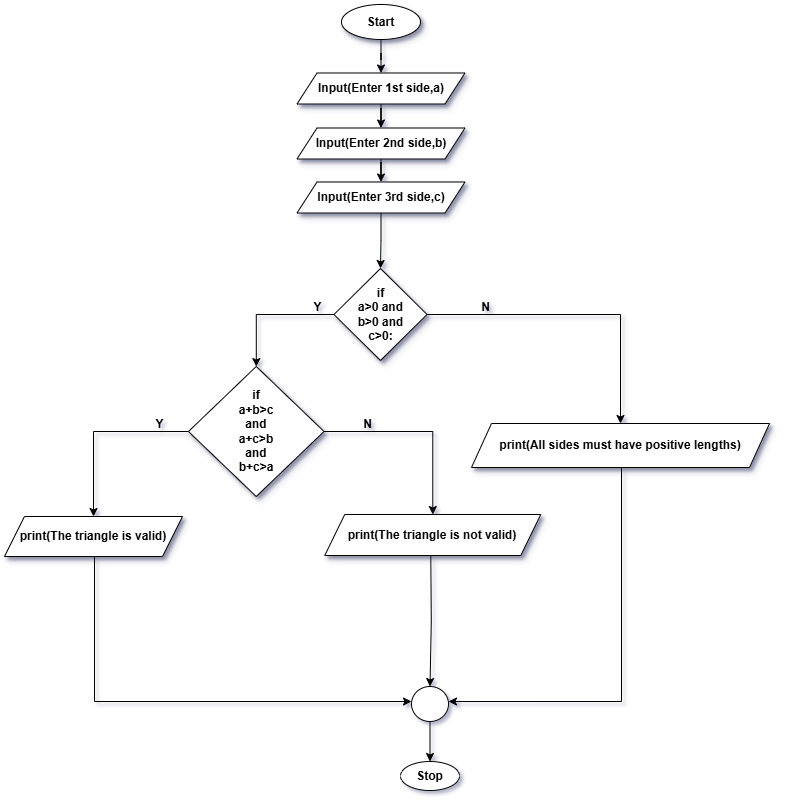 Start
Input(Enter 1st side,a)
Input(Enter 2nd side,b)
Input(Enter 3rd side,c)
if
a>0 and
b>0 and
c>0:
Y
N
if
a+b>c
and
a+c>b
and
b+c>a
Y
N
print(All sides must have positive lengths)
print(The triangle is valid)
print(The triangle is not valid)
Stop